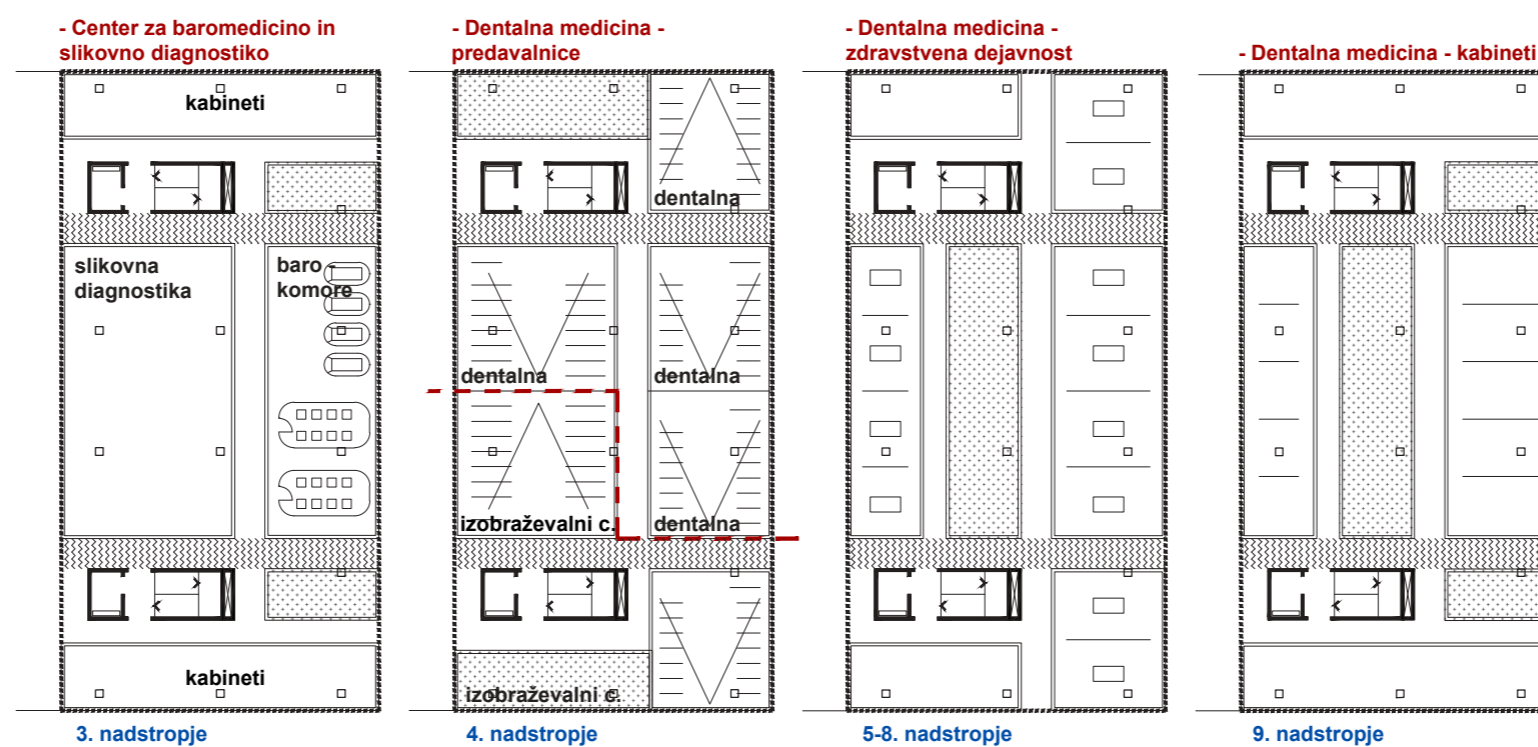 - Center za baromedicino in
slikovno diagnostiko
kabineti
slikovna
diagnostika
baro -
komore
kabineti
3. nadstropje
- Dentalna medicina -
predavalnice
dentalna
dentalna
dentalna
izobraževalni c.
dentalna
izobraževalni c.
4. nadstropje
- Dentalna medicina -
zdravstvena dejavnost
5-8. nadstropje
- Dentalna medicina - kabineti
9. nadstropje